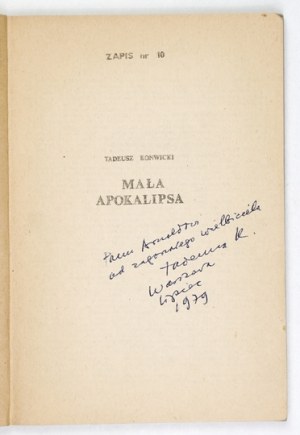 ZAPIS nr 10
TADEUSZ KONWICKI
MAŁA
APOKALIPSA
Panu Arnoldowi
od zagorzałego wielbiciela
Tadeusz K.
Warszawa
lipiec
1979